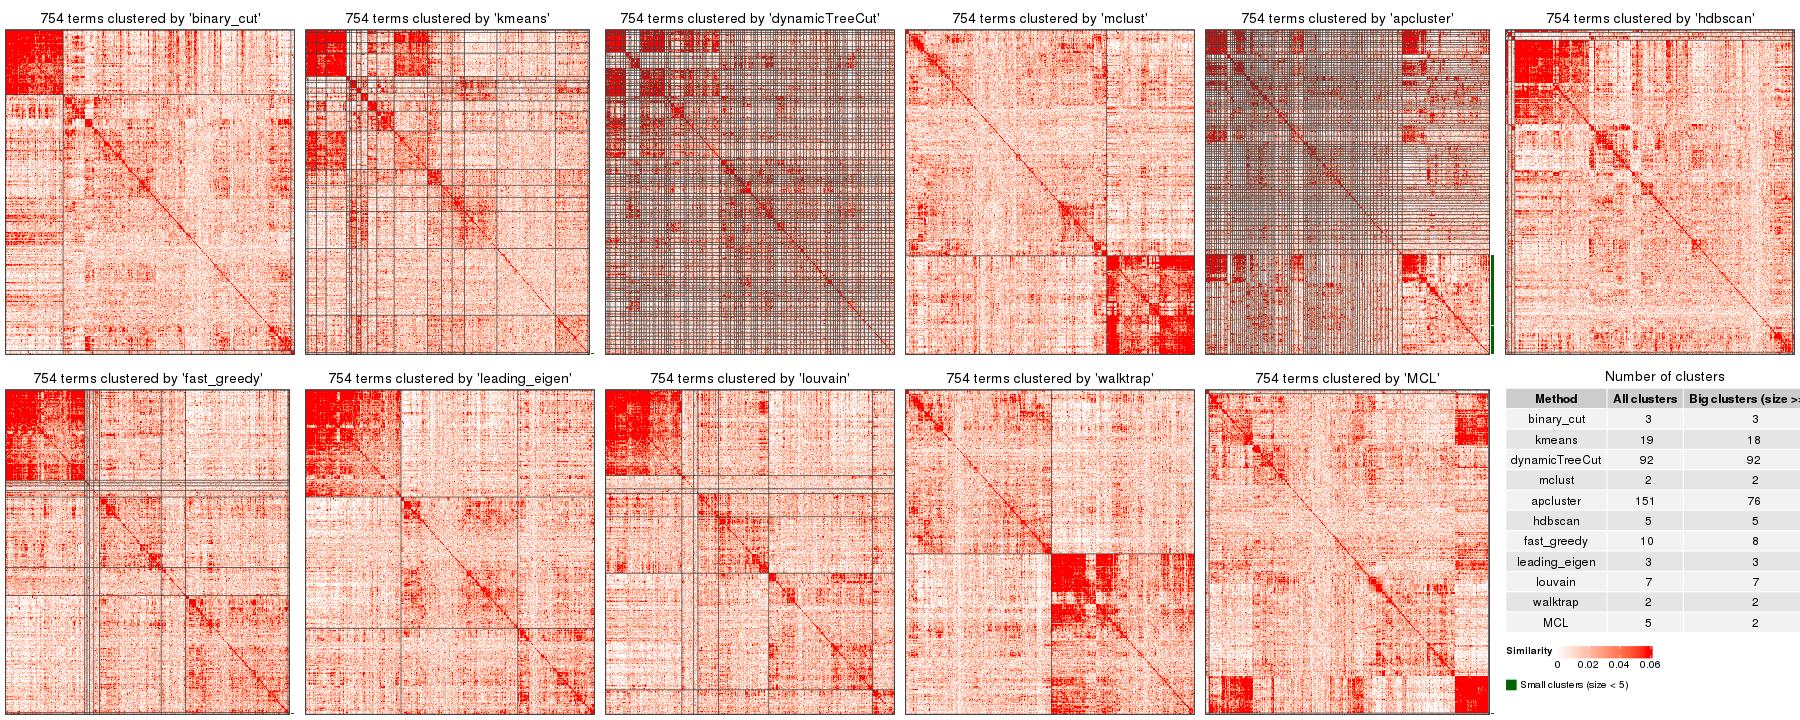 754 terms clustered by 'binary_cut'
754 terms clustered by 'kmeans'
754 terms clustered by 'dynamicTreeCut'
754 terms clustered by 'mclust'
754 terms clustered by 'apcluster'
754 terms clustered by 'hdbscan'
754 terms clustered by 'fast_greedy'
754 terms clustered by 'leading_eigen'
754 terms clustered by 'louvain'
754 terms clustered by 'walktrap'
754 terms clustered by 'MCL'
Number of clusters
Method All clusters Big clusters (size >=
binary_cut 3 3
kmeans 19 18
dynamicTreeCut 92 92
mclust 2 2
apcluster 151 76
hdbscan 5 5
fast_greedy 10 8
leading_eigen 3 3
louvain 7 7
walktrap 2 2
MCL 5 2
Similarity
0 0.02 0.04 0.06
Small clusters (size < 5)